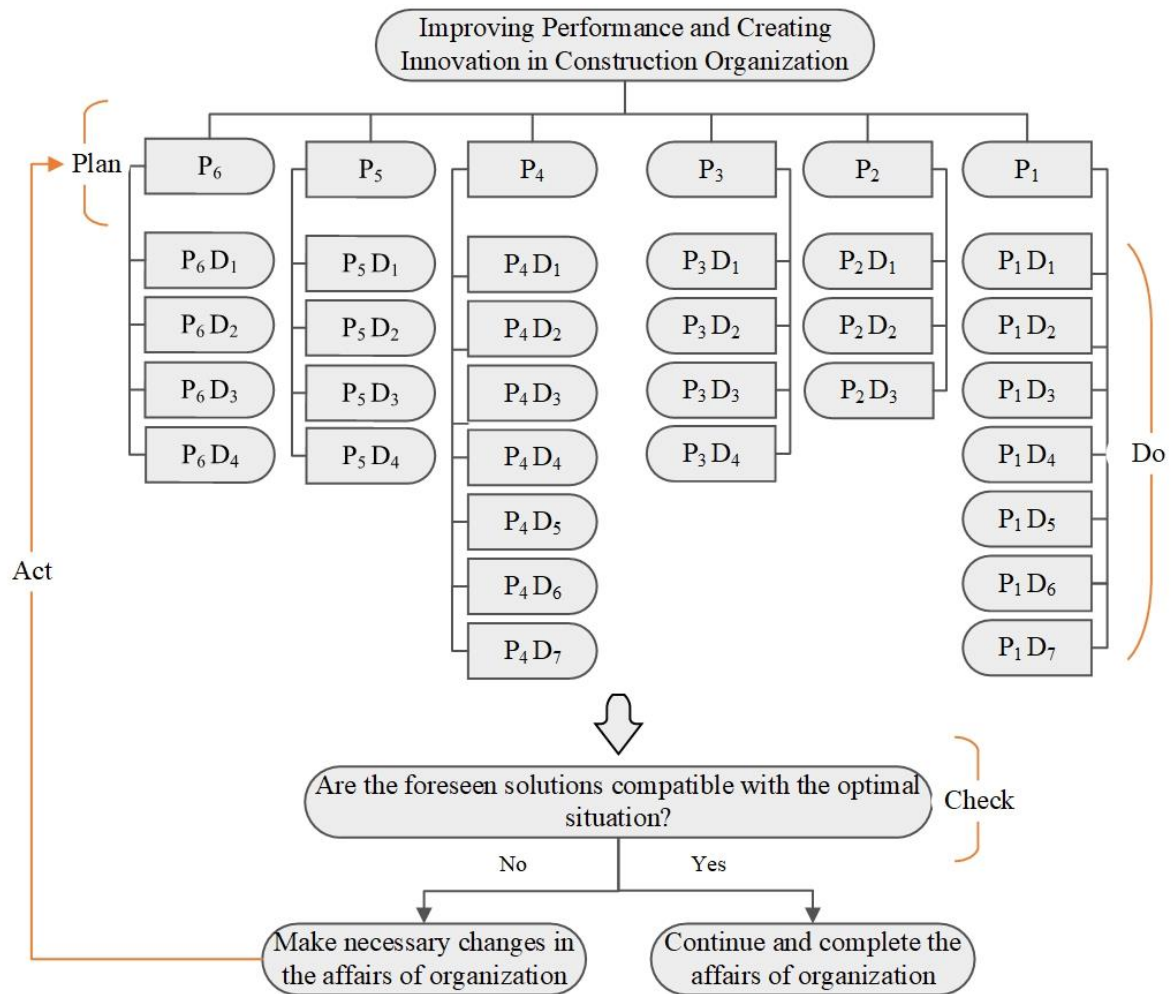 Improving Performance and Creating
Innovation in Construction Organization
Plan
P₆
P₅
P₄
P₃
P₂
P₁
P₆ D₁
P₅ D₁
P₄ D₁
P₃ D₁
P₂ D₁
P₁ D₁
P₆ D₂
P₅ D₂
P₄ D₂
P₃ D₂
P₂ D₂
P₁ D₂
P₆ D₃
P₅ D₃
P₄ D₃
P₃ D₃
P₂ D₃
P₁ D₃
P₆ D₄
P₅ D₄
P₄ D₄
P₃ D₄
P₁ D₄
Do
P₄ D₅
P₁ D₅
Act
P₄ D₆
P₁ D₆
P₄ D₇
P₁ D₇
Are the foreseen solutions compatible with the optimal
situation?
Check
No
Yes
Make necessary changes in
the affairs of organization
Continue and complete the
affairs of organization